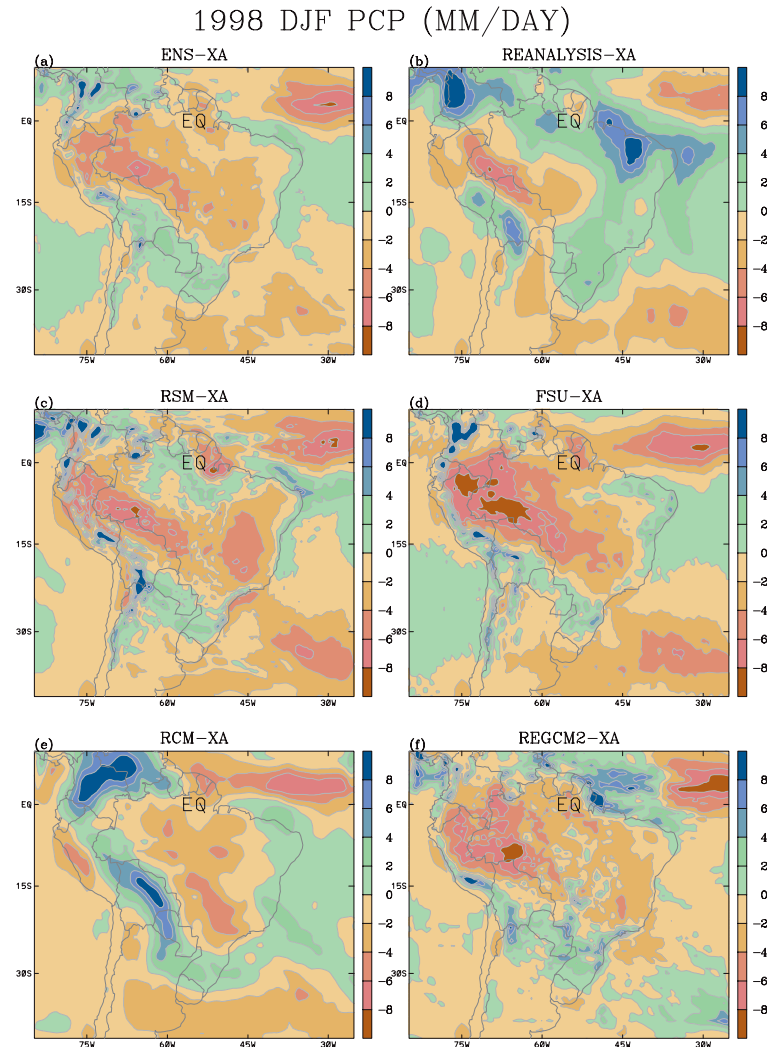 1998 DJF PCP (MM/DAY)
(a) ENS-XA
EQ
EQ
15S
30S
75W 60W 45W 30W
8
6
4
2
0
-2
-4
-6
-8
(b) REANALYSIS-XA
EQ
EQ
15S
30S
75W 60W 45W 30W
8
6
4
2
0
-2
-4
-6
-8
(c) RSM-XA
EQ
EQ
15S
30S
75W 60W 45W 30W
8
6
4
2
0
-2
-4
-6
-8
(d) FSU-XA
EQ
EQ
15S
30S
75W 60W 45W 30W
8
6
4
2
0
-2
-4
-6
-8
(e) RCM-XA
EQ
EQ
15S
30S
75W 60W 45W 30W
8
6
4
2
0
-2
-4
-6
-8
(f) REGCM2-XA
EQ
EQ
15S
30S
75W 60W 45W 30W
8
6
4
2
0
-2
-4
-6
-8